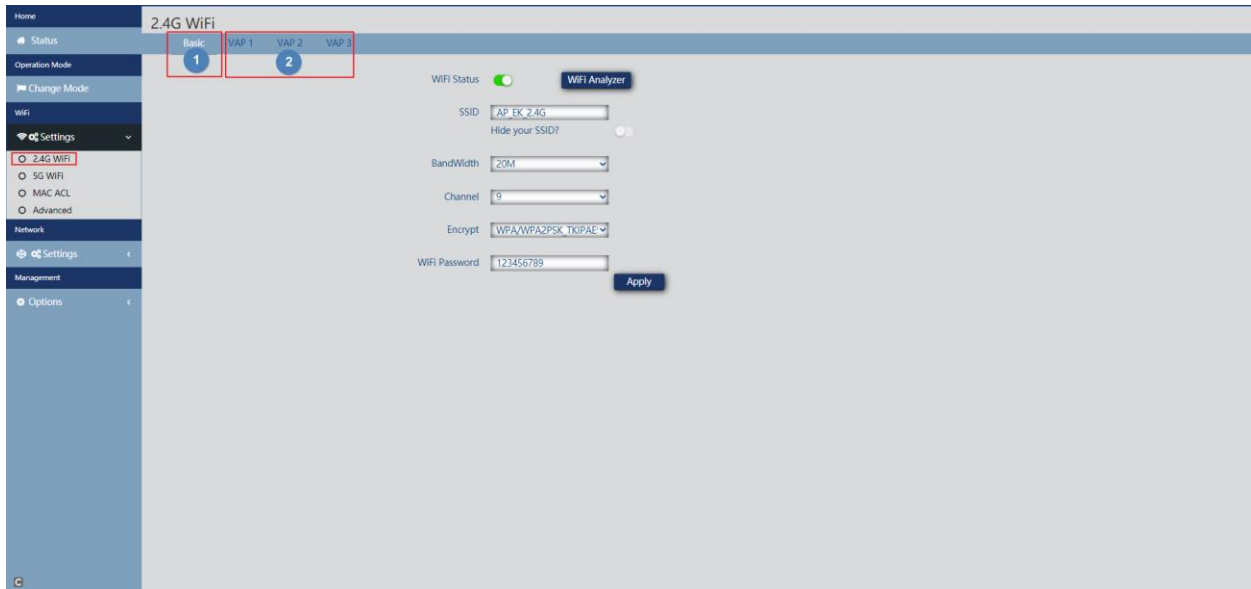 Home
Status
Operation Mode
Change Mode
WiFi
Settings
2.4G WiFi
5G WiFi
MAC ACL
Advanced
Network
Settings
Management
Options
2.4G WiFi
Basic VAP 1 VAP 2 VAP 3
1 2
WiFi Status WiFi Analyzer
SSID AP_EK_2.4G
Hide your SSID?
BandWidth 20M
Channel 9
Encrypt WPA/WPA2PSK_TKIPAE
WiFi Password 123456789
Apply